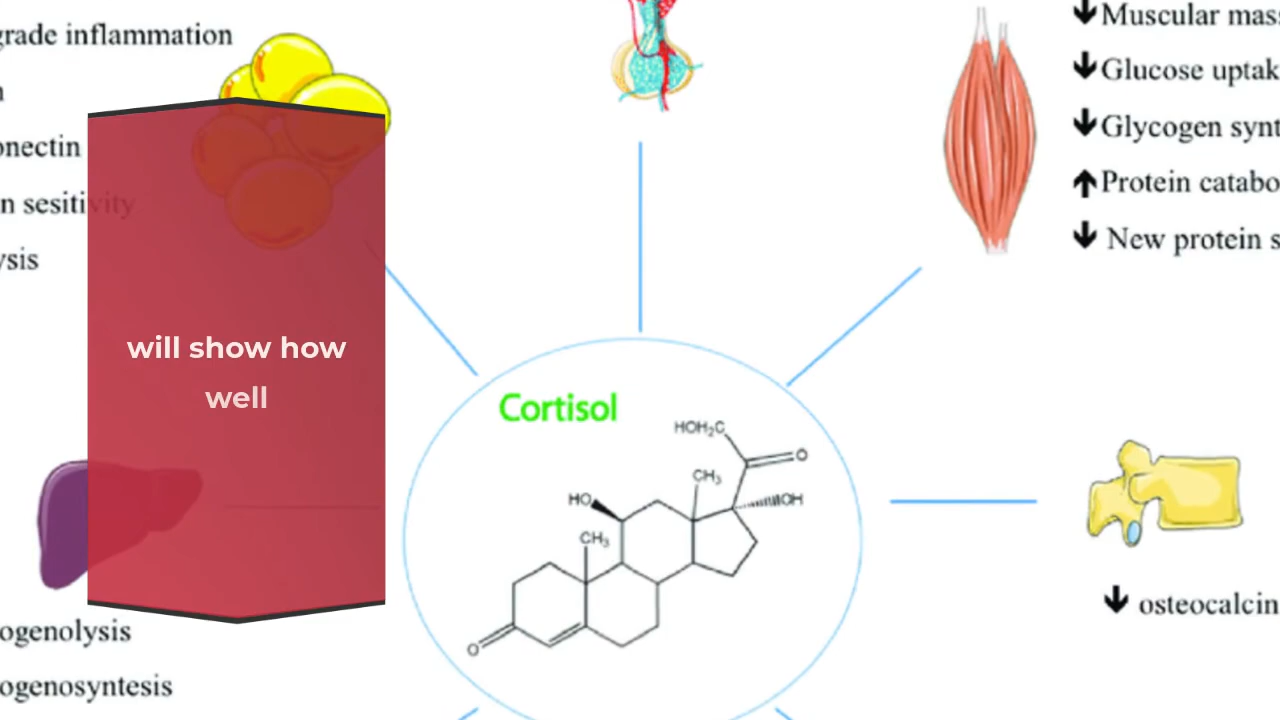 grade inflammation
onectin
n sesitivity
ysis
will show how
well
ogenolysis
ogenosyntesis
Cortisol
HOH₂C
O
CH₃
HO
OH
CH₃
O
↓ Muscular mas
↓ Glucose uptak
↓ Glycogen synt
↑ Protein catabo
↓ New protein s
↓ osteocalcin